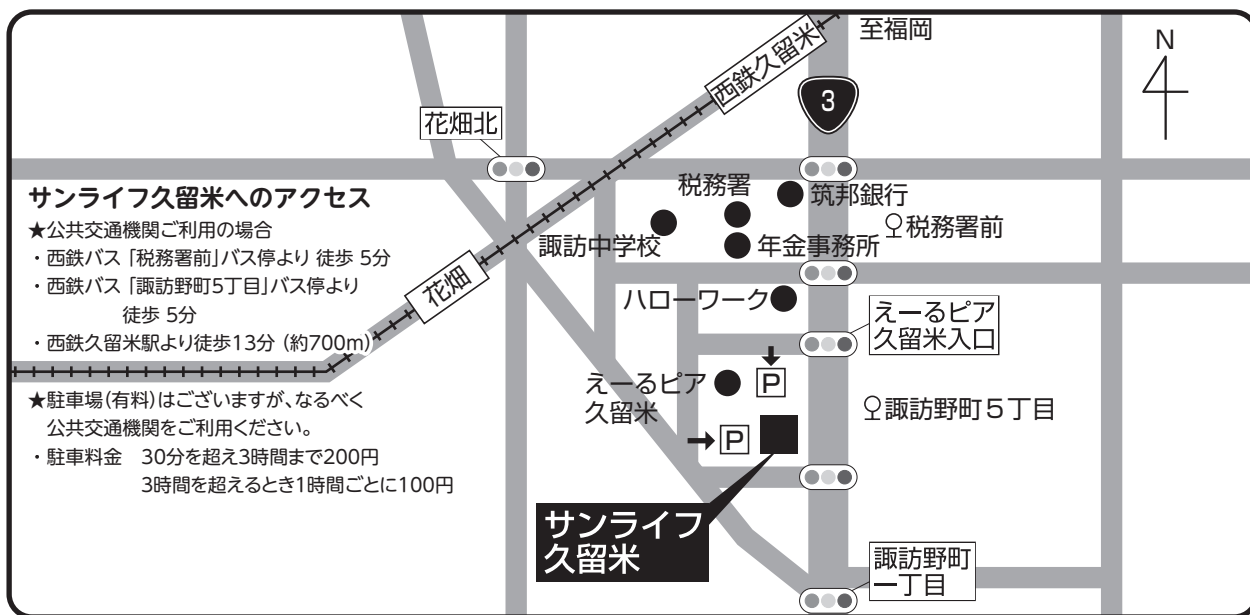 至福岡
N
西鉄久留米
3
花畑北
サンライフ久留米へのアクセス
★公共交通機関ご利用の場合
・西鉄バス「税務署前」バス停より 徒歩 5分
・西鉄バス「諏訪野町5丁目」バス停より
徒歩 5分
・西鉄久留米駅より徒歩13分 (約700m)
★駐車場(有料)はございますが、なるべく
公共交通機関をご利用ください。
・駐車料金 30分を超え3時間まで200円
3時間を超えるとき1時間ごとに100円
税務署
筑邦銀行
諏訪中学校
年金事務所
税務署前
花畑
ハローワーク
えーるピア
久留米入口
えーるピア
久留米
P
諏訪野町5丁目
P
サンライフ
久留米
諏訪野町
一丁目